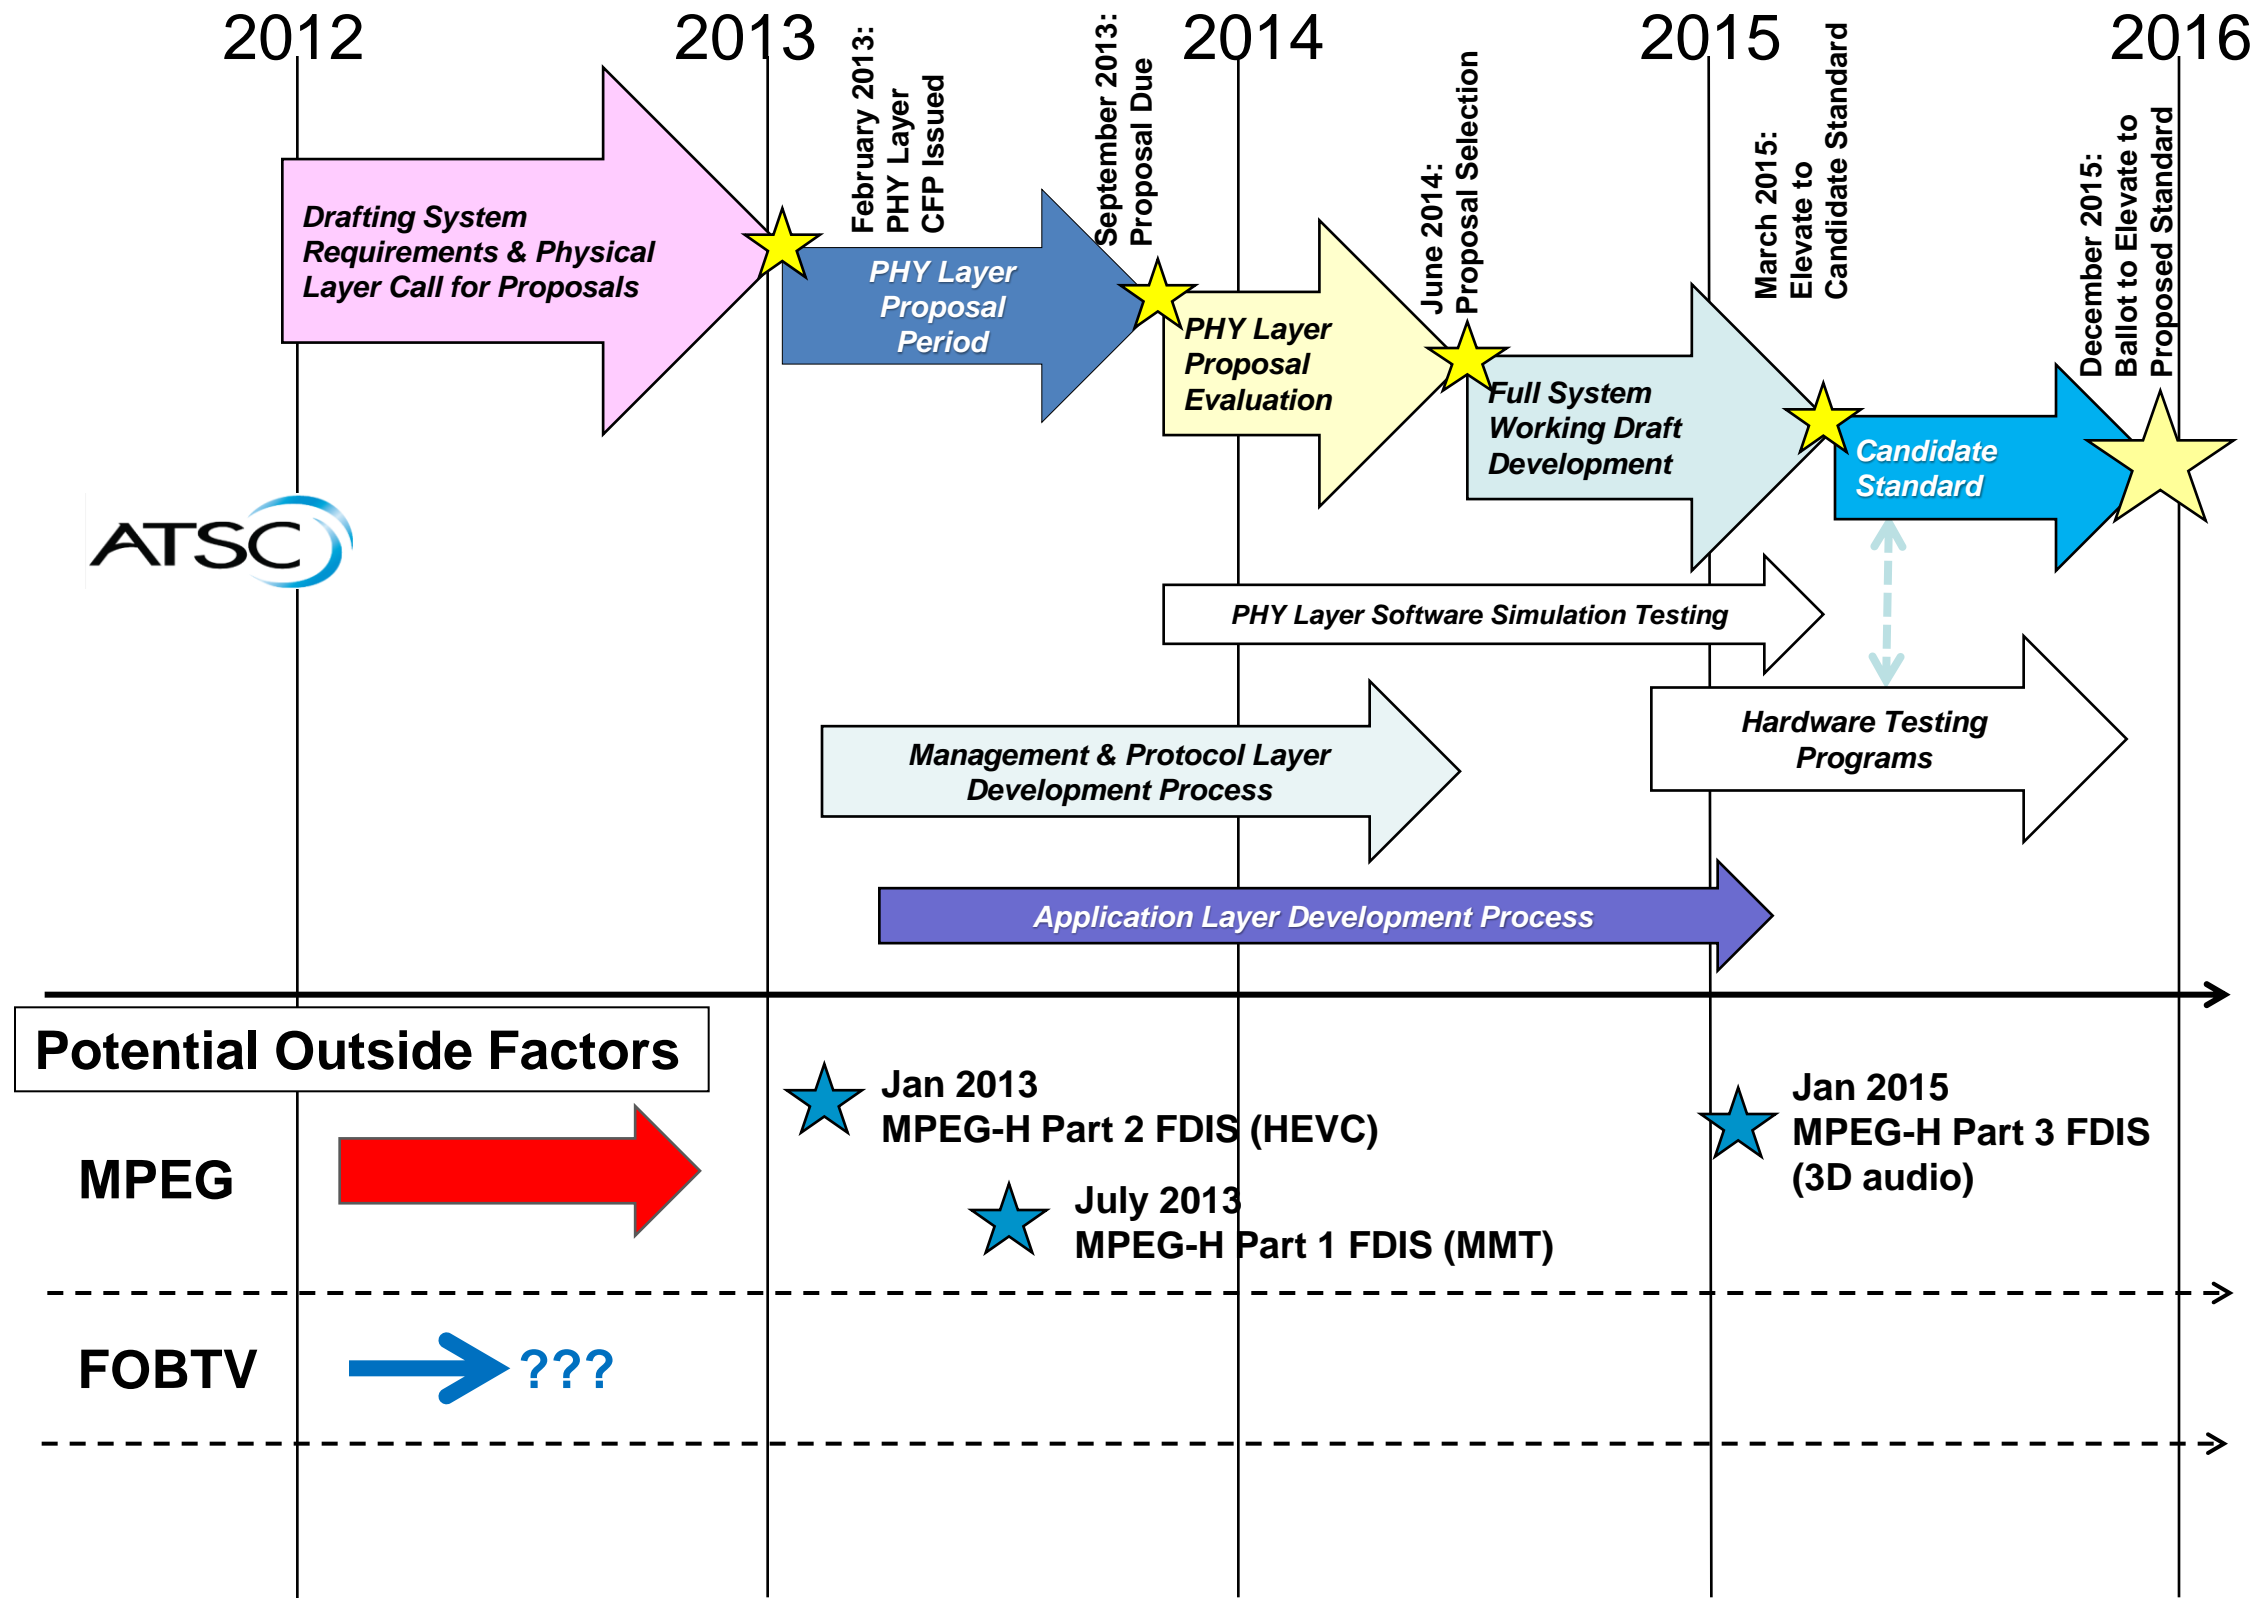 2012
2013
2014
2015
2016
February 2013:
PHY Layer
CFP Issued
September 2013:
Proposal Due
June 2014:
Proposal Selection
March 2015:
Elevate to
Candidate Standard
December 2015:
Ballot to Elevate to
Proposed Standard
Drafting System
Requirements & Physical
Layer Call for Proposals
PHY Layer
Proposal
Period
PHY Layer
Proposal
Evaluation
Full System
Working Draft
Development
Candidate
Standard
ATSC
PHY Layer Software Simulation Testing
Management & Protocol Layer
Development Process
Hardware Testing
Programs
Application Layer Development Process
Potential Outside Factors
MPEG
Jan 2013
MPEG-H Part 2 FDIS (HEVC)
July 2013
MPEG-H Part 1 FDIS (MMT)
Jan 2015
MPEG-H Part 3 FDIS
(3D audio)
FOBTV
???